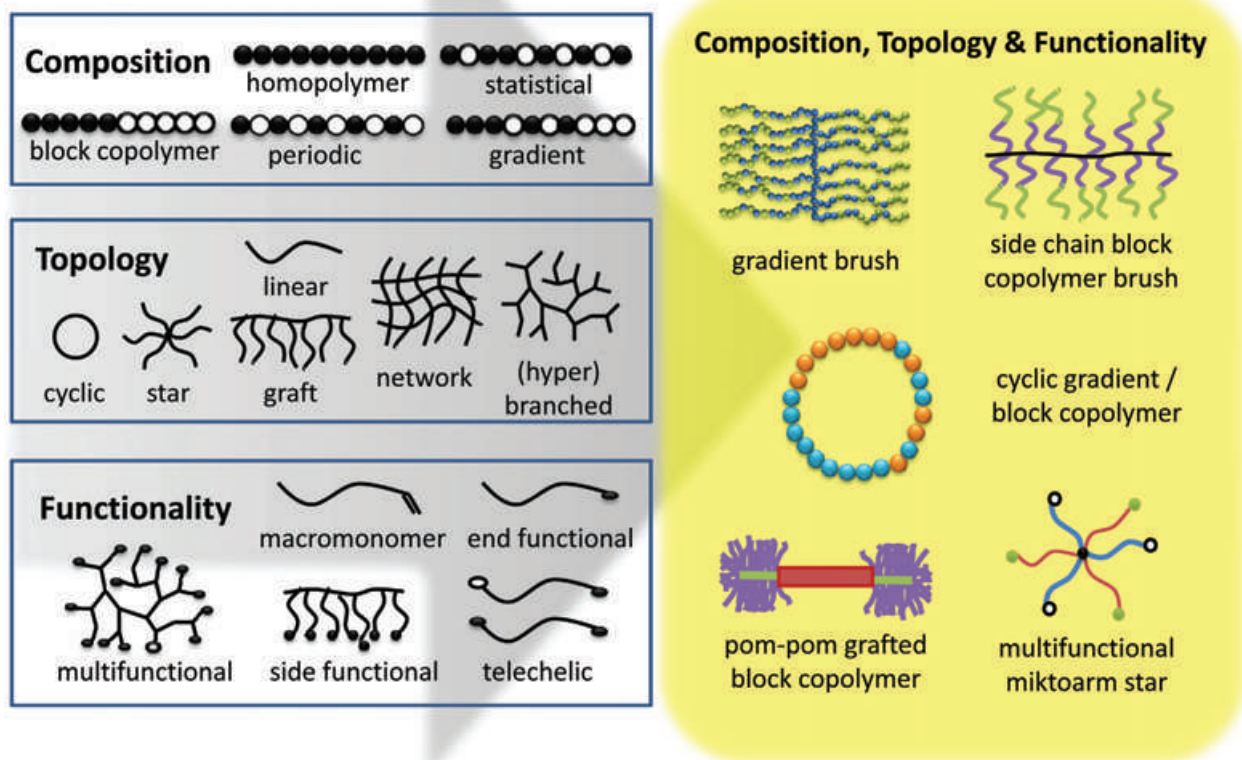 Composition
homopolymer
statistical
block copolymer
periodic
gradient
Topology
linear
cyclic
star
graft
network
(hyper)
branched
Functionality
macromonomer
end functional
multifunctional
side functional
telechelic
Composition, Topology & Functionality
gradient brush
side chain block
copolymer brush
cyclic gradient /
block copolymer
pom-pom grafted
block copolymer
multifunctional
miktoarm star